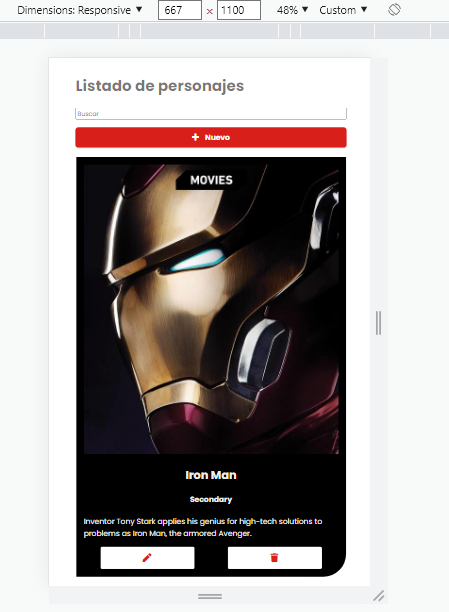 Dimensions: Responsive ▼ 667 × 1100 48% ▼ Custom ▼
Listado de personajes
Buscar
+ Nuevo
MOVIES
Iron Man
Secondary
Inventor Tony Stark applies his genius for high-tech solutions to
problems as Iron Man, the armored Avenger.